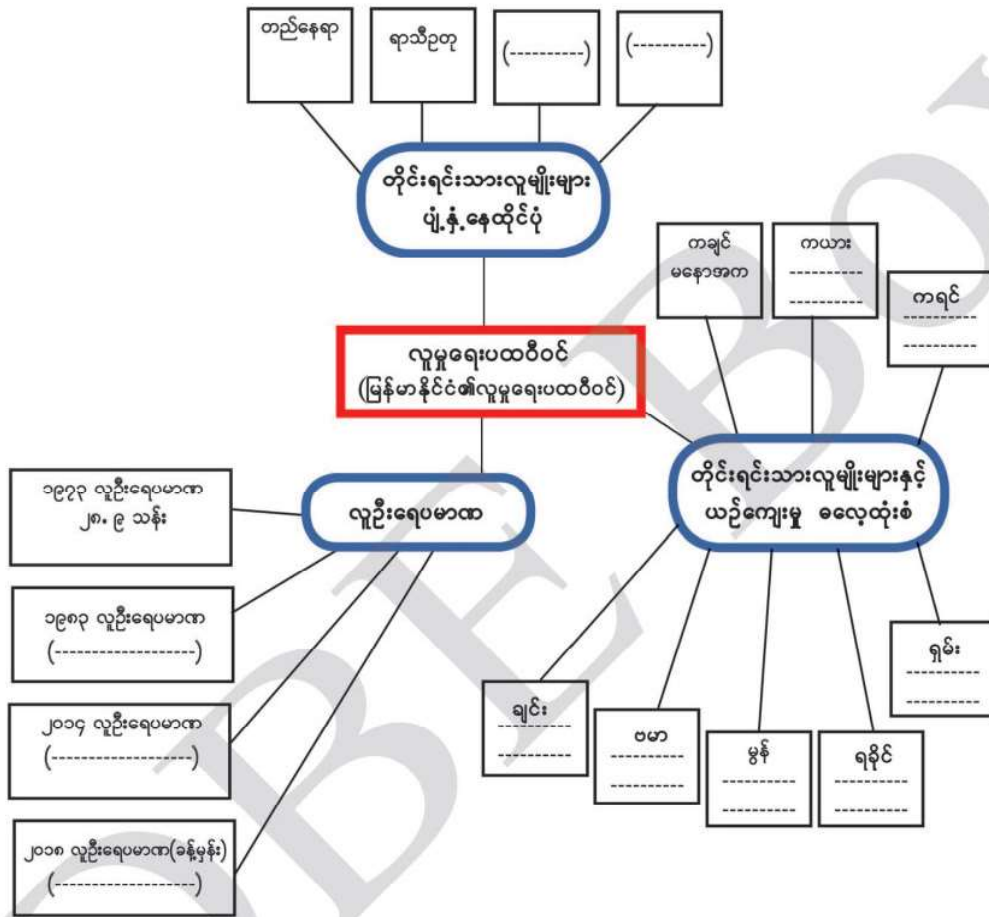 တည်နေရာ
ရာသီဥတု
(----------)
(----------)
တိုင်းရင်းသားလူမျိုးများ
ပျံ့နှံ့နေထိုင်ပုံ
ကချင်
မနောအက
ကယား
----------
----------
ကရင်
----------
----------
လူမှုရေးပထဝီဝင်
(မြန်မာနိုင်ငံ၏လူမှုရေးပထဝီဝင်)
တိုင်းရင်းသားလူမျိုးများနှင့်
ယဉ်ကျေးမှု ဓလေ့ထုံးစံ
လူဦးရေပမာဏ
၁၉၇၃ လူဦးရေပမာဏ
၂၈.၉ သန်း
၁၉၈၃ လူဦးရေပမာဏ
(-------------------)
၂၀၁၄ လူဦးရေပမာဏ
(-------------------)
၂၀၁၈ လူဦးရေပမာဏ(ခန့်မှန်း)
(-------------------)
ချင်း
----------
----------
ဗမာ
----------
----------
မွန်
----------
----------
ရခိုင်
----------
----------
ရှမ်း
----------
----------